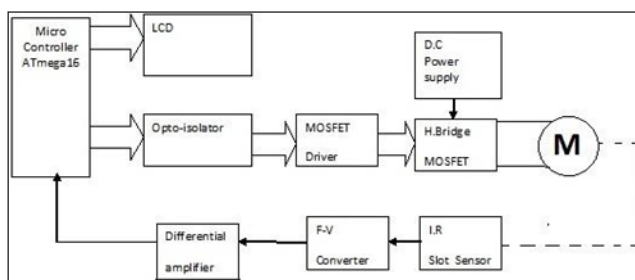 Micro
Controller
ATmega16
LCD
D.C
Power
supply
Opto-isolator
MOSFET
Driver
H.Bridge
MOSFET
M
Differential
amplifier
F-V
Converter
I.R
Slot Sensor